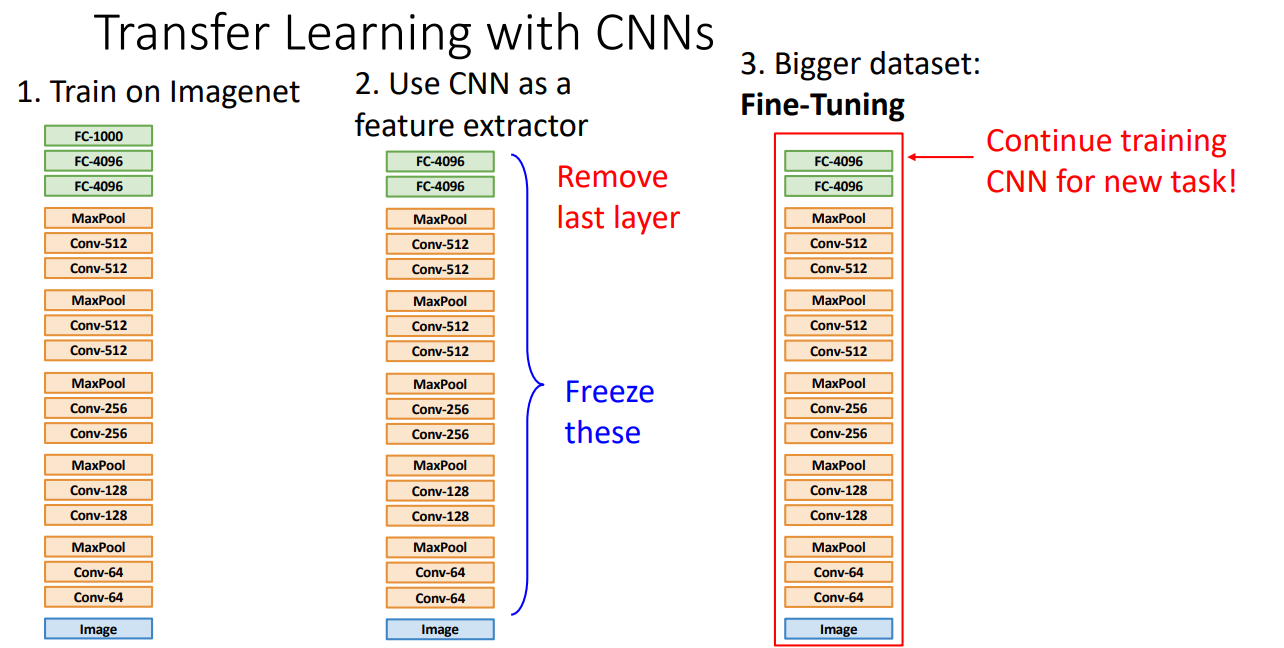 Transfer Learning with CNNs
1. Train on Imagenet
FC-1000
FC-4096
FC-4096
MaxPool
Conv-512
Conv-512
MaxPool
Conv-512
Conv-512
MaxPool
Conv-256
Conv-256
MaxPool
Conv-128
Conv-128
MaxPool
Conv-64
Conv-64
Image
2. Use CNN as a
feature extractor
FC-4096
FC-4096
MaxPool
Conv-512
Conv-512
MaxPool
Conv-512
Conv-512
MaxPool
Conv-256
Conv-256
MaxPool
Conv-128
Conv-128
MaxPool
Conv-64
Conv-64
Image
Remove
last layer
Freeze
these
3. Bigger dataset:
Fine-Tuning
FC-4096
FC-4096
MaxPool
Conv-512
Conv-512
MaxPool
Conv-512
Conv-512
MaxPool
Conv-256
Conv-256
MaxPool
Conv-128
Conv-128
MaxPool
Conv-64
Conv-64
Image
Continue training
CNN for new task!